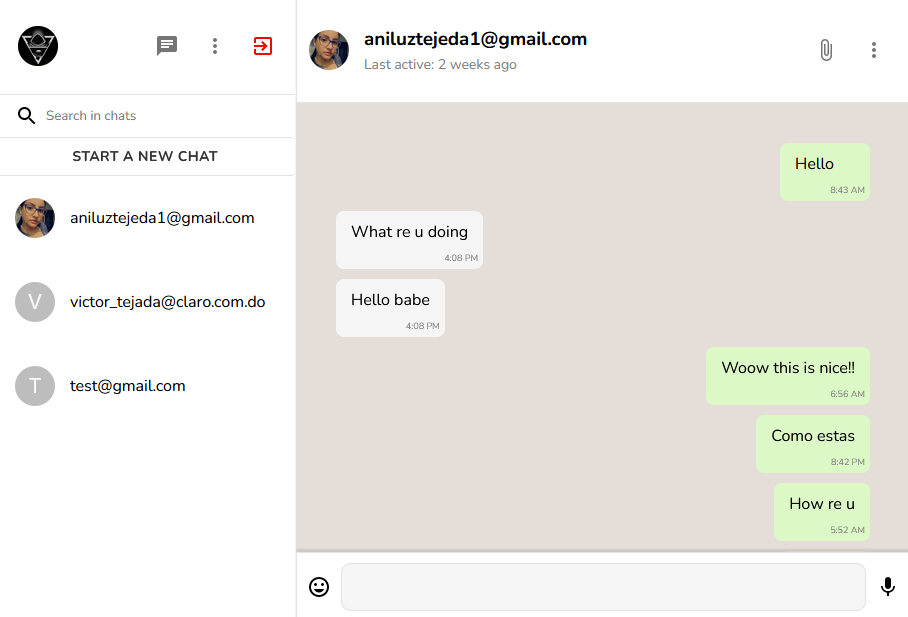 Search in chats
START A NEW CHAT
aniluztejeda1@gmail.com
victor_tejada@claro.com.do
test@gmail.com
V
T
aniluztejeda1@gmail.com
Last active: 2 weeks ago
Hello
8:43 AM
What re u doing
4:08 PM
Hello babe
4:08 PM
Woow this is nice!!
6:56 AM
Como estas
8:42 PM
How re u
5:52 AM